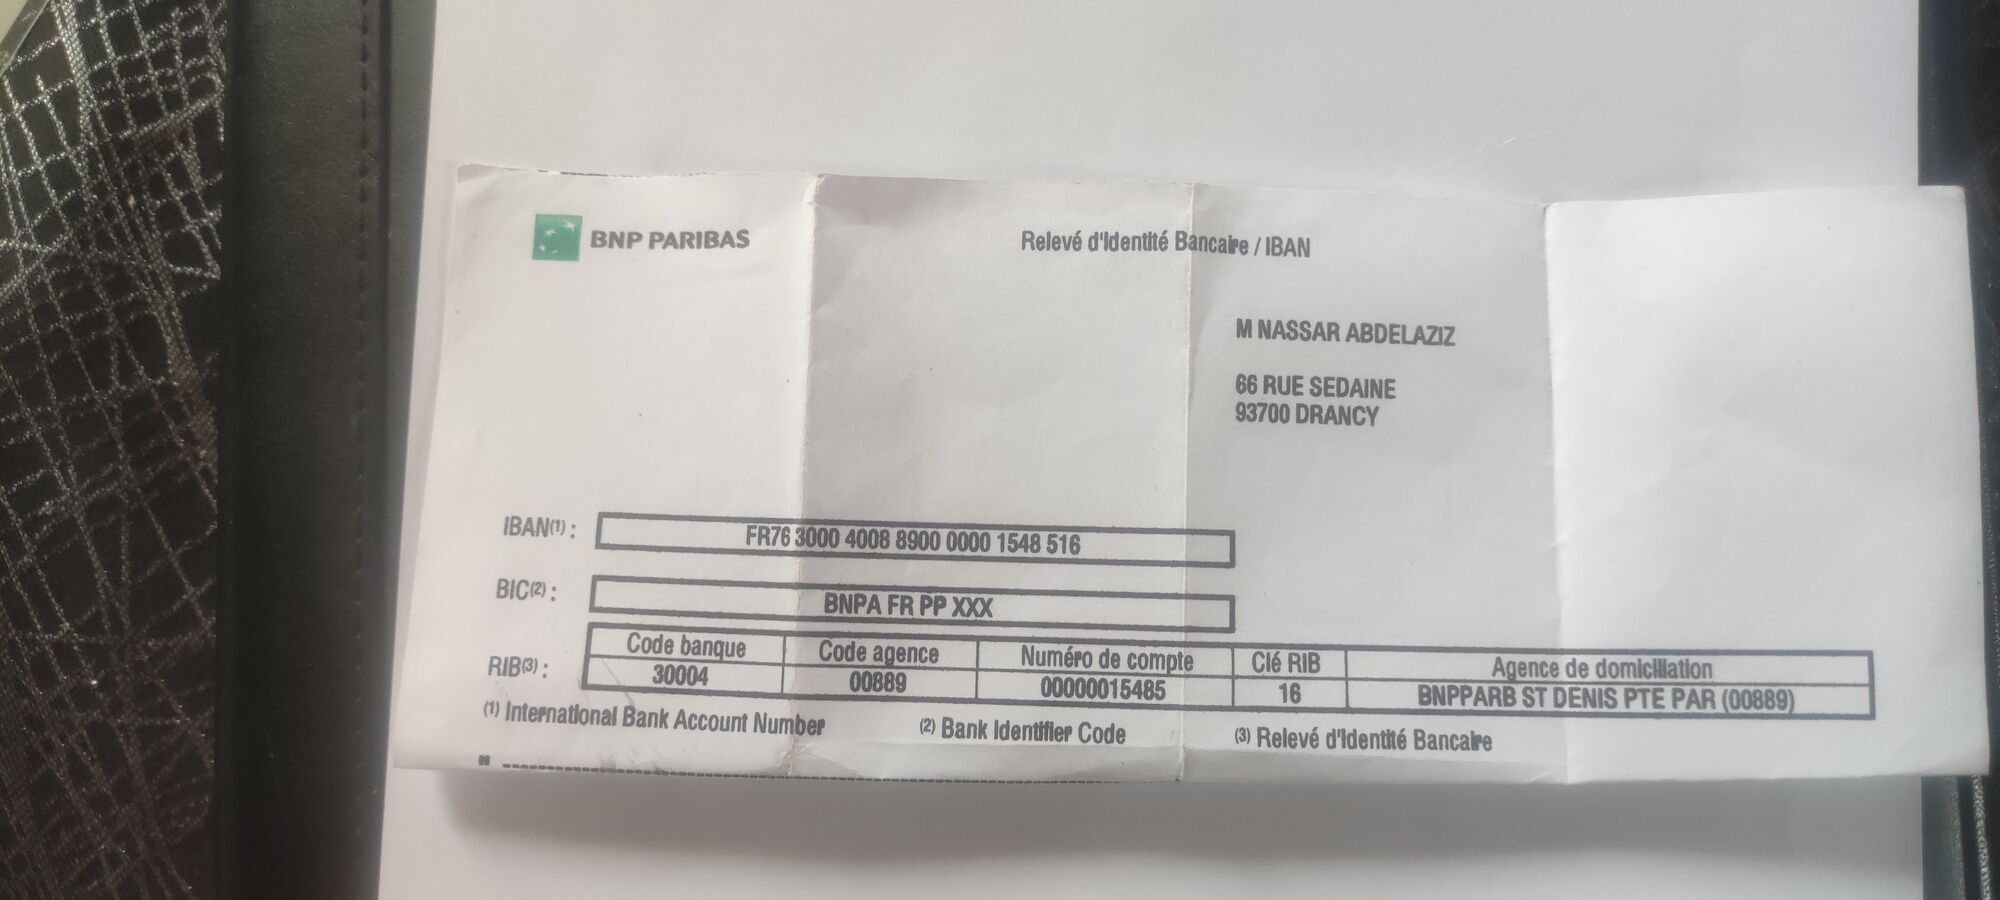 BNP PARIBAS
Relevé d'Identité Bancaire / IBAN
M NASSAR ABDELAZIZ
66 RUE SEDAINE
93700 DRANCY
IBAN(1) : FR76 3000 4008 8900 0000 1548 516
BIC(2) : BNPA FR PP XXX
Code banque Code agence Numéro de compte Clé RIB Agence de domiciliation
RIB(3) : 30004 00889 00000015485 16 BNPPARB ST DENIS PTE PAR (00889)
(1) International Bank Account Number (2) Bank Identifier Code (3) Relevé d'Identité Bancaire